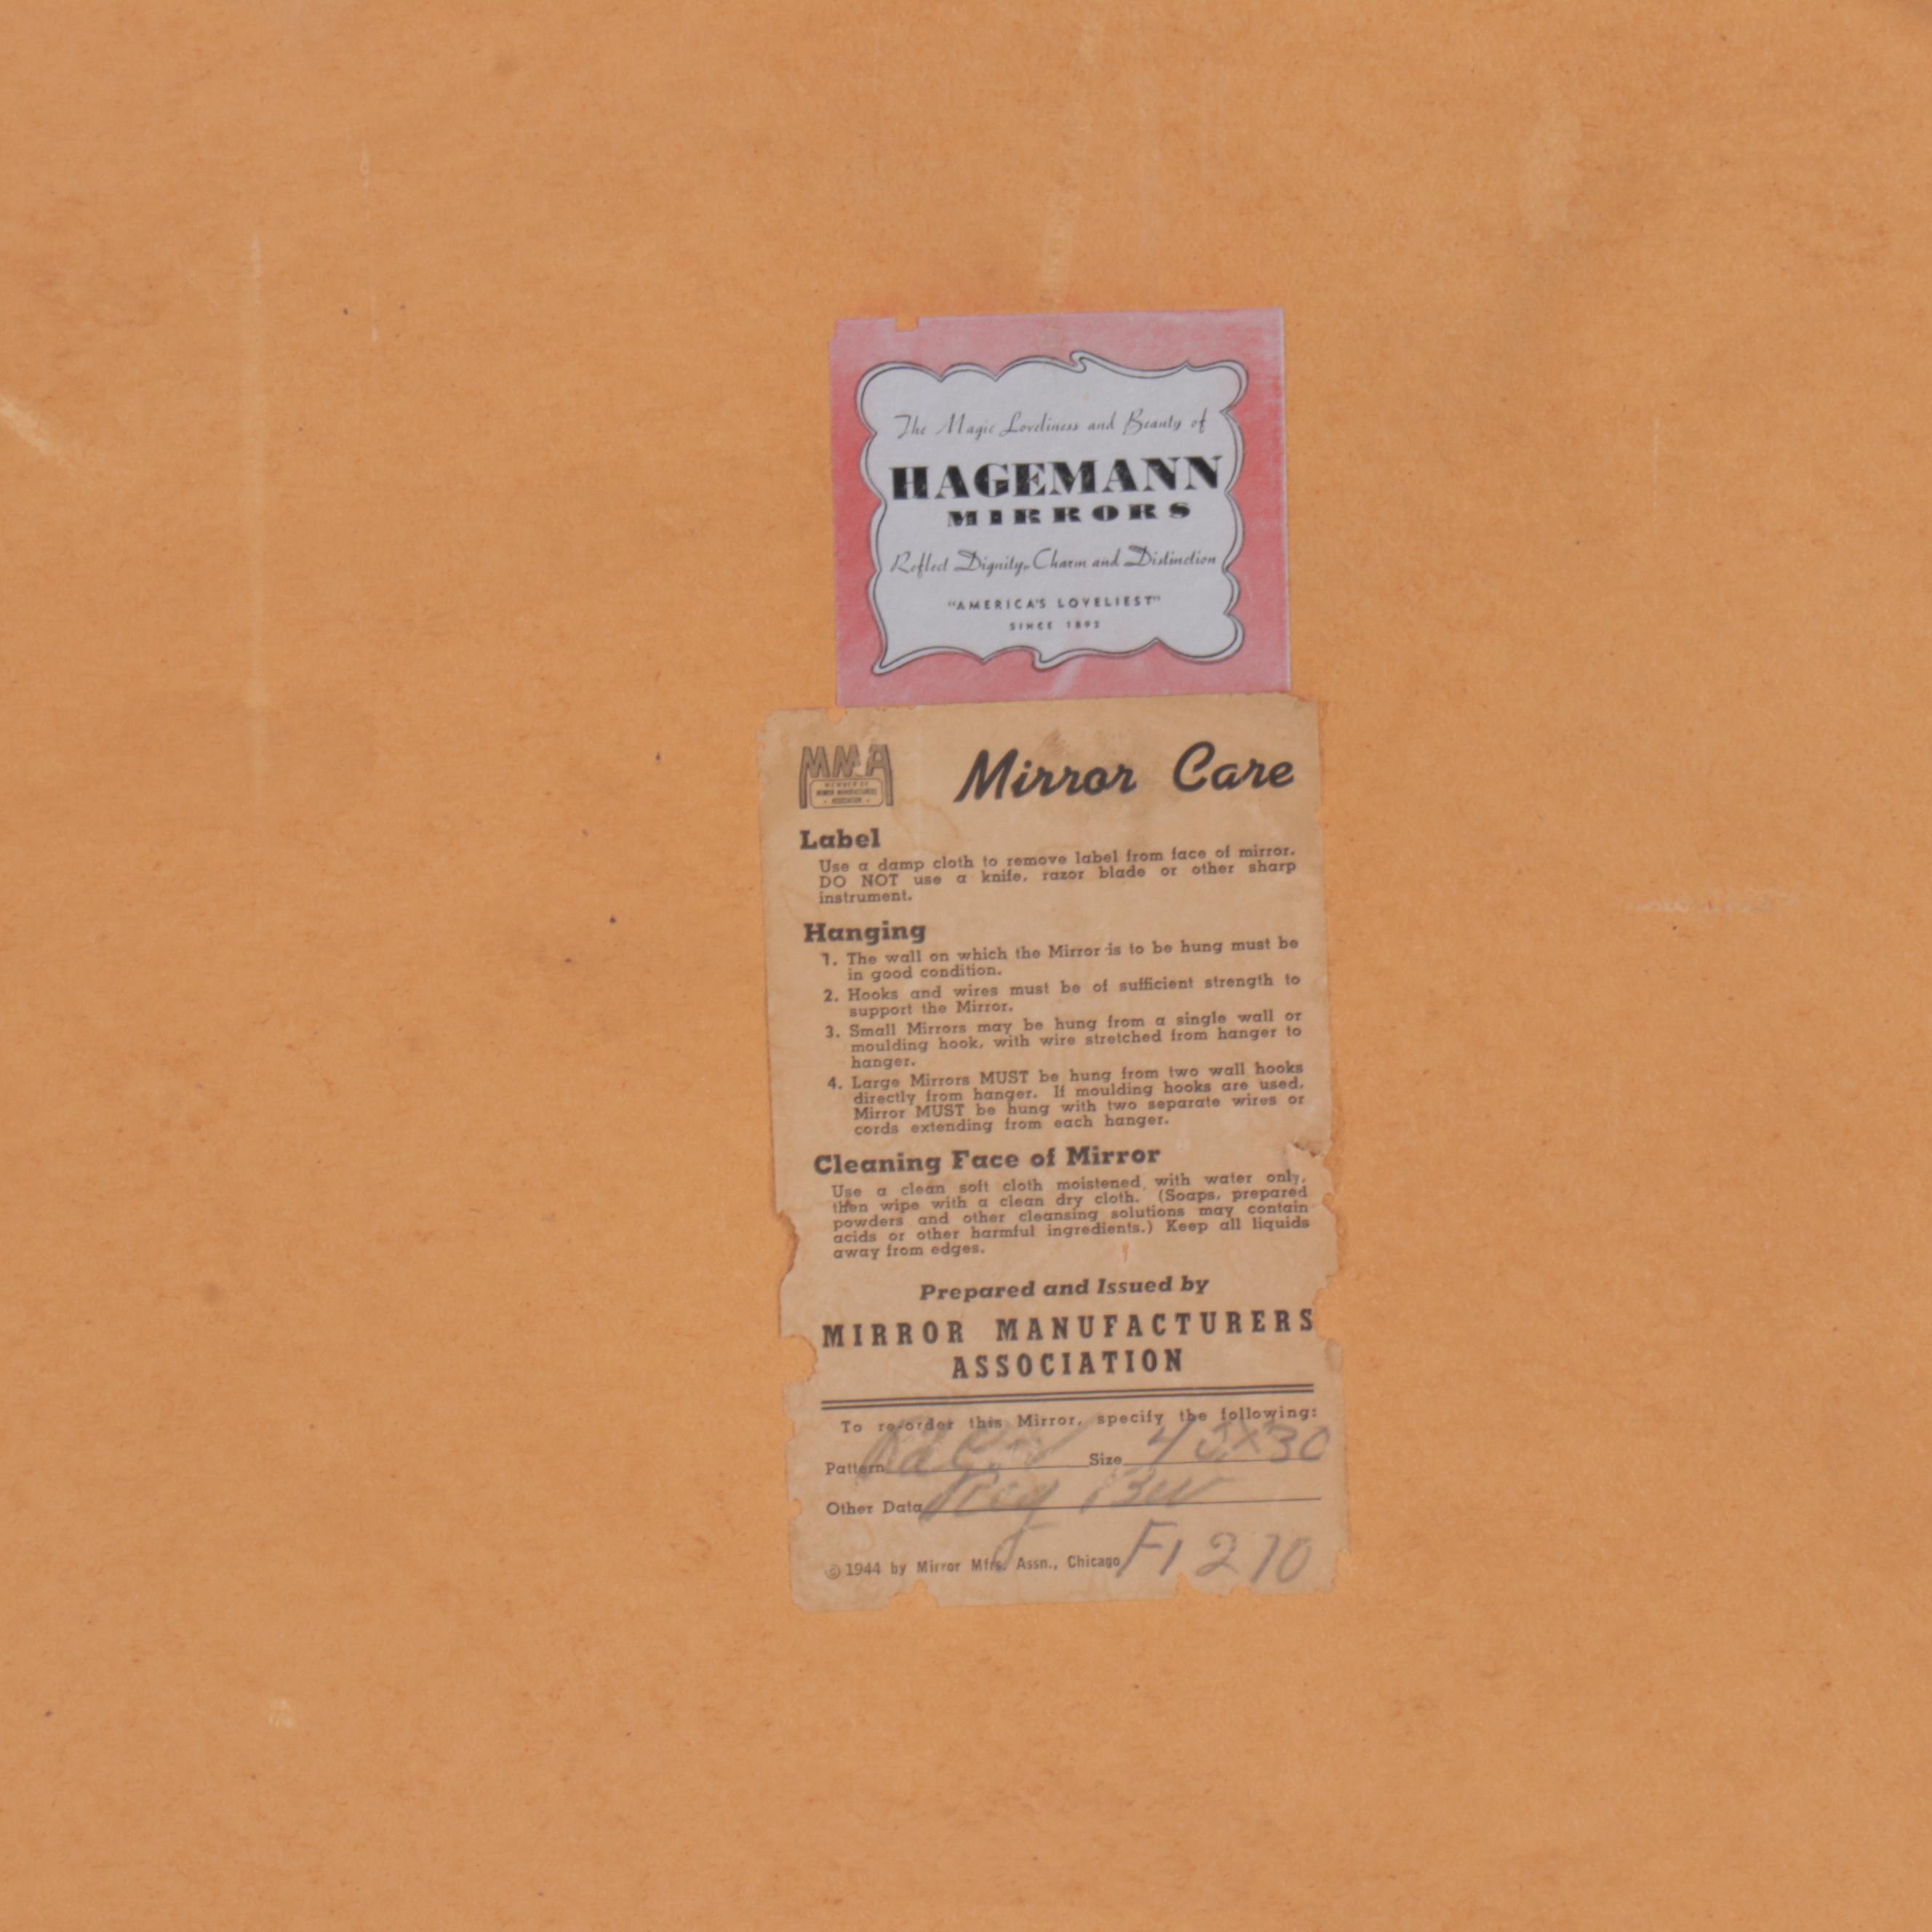 The Magic Loveliness and Beauty of
HAGEMANN
MIRRORS
Reflect Dignity, Charm and Distinction
"AMERICA'S LOVELIEST"
SINCE 1892
MMA
MEMBER OF
MIRROR MANUFACTURERS
ASSOCIATION
Mirror Care
Label
Use a damp cloth to remove label from face of mirror.
DO NOT use a knife, razor blade or other sharp
instrument.
Hanging
1. The wall on which the Mirror is to be hung must be
in good condition.
2. Hooks and wires must be of sufficient strength to
support the Mirror.
3. Small Mirrors may be hung from a single wall or
moulding hook, with wire stretched from hanger to
hanger.
4. Large Mirrors MUST be hung from two wall hooks
directly from hanger. If moulding hooks are used,
Mirror MUST be hung with two separate wires or
cords extending from each hanger.
Cleaning Face of Mirror
Use a clean soft cloth moistened with water only,
then wipe with a clean dry cloth. (Soaps, prepared
powders and other cleansing solutions may contain
acids or other harmful ingredients.) Keep all liquids
away from edges.
Prepared and Issued by
MIRROR MANUFACTURERS
ASSOCIATION
To re-order this Mirror, specify the following:
Pattern Size 45X30
Other Data
© 1944 by Mirror Mfrs. Assn., Chicago F1270